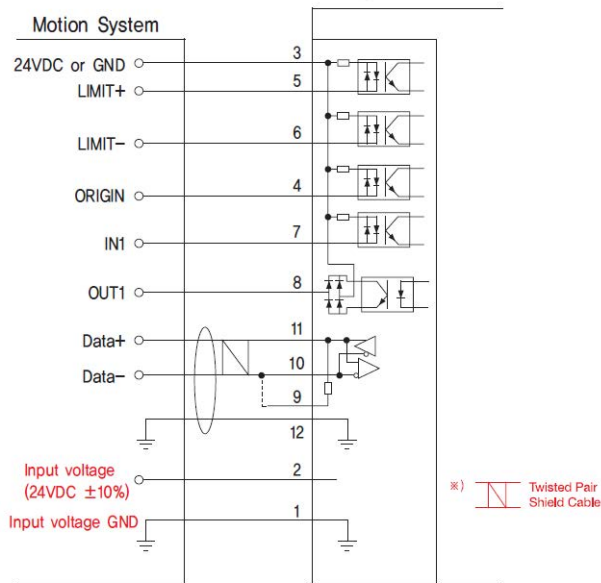 Motion System
24VDC or GND 3
LIMIT+ 5
LIMIT- 6
ORIGIN 4
IN1 7
OUT1 8
Data+ 11
Data- 10
9
12
Input voltage
(24VDC ±10%) 2
Input voltage GND 1
※) Twisted Pair
Shield Cable